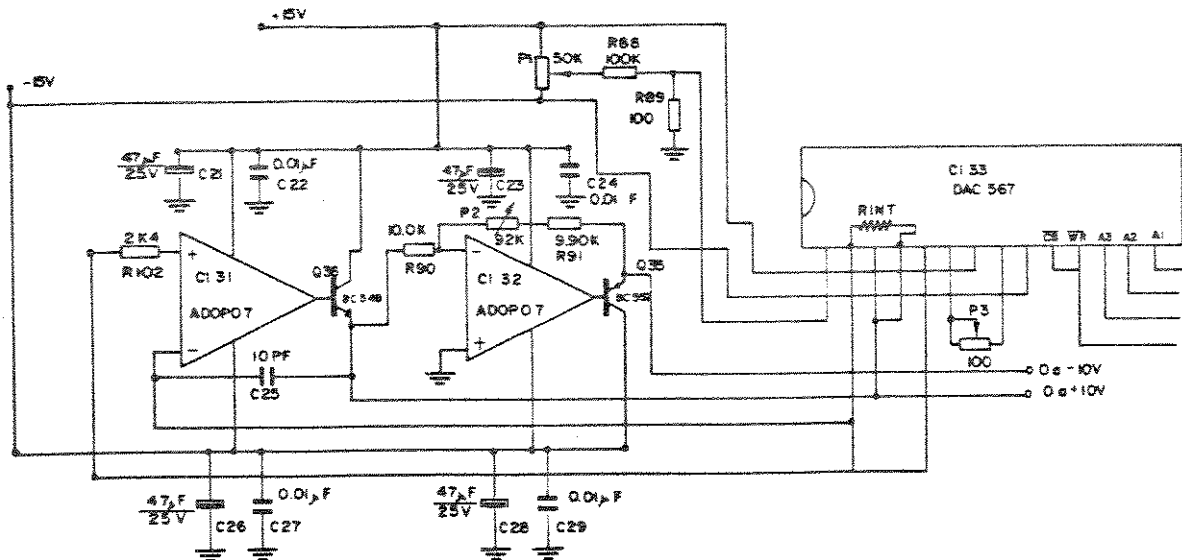 +15V
-15V
P1
50K
R88
100K
R89
100
47µF
25V
C21
0.01µF
C22
47µF
25V
C23
C24
0.01 F
CI 33
DAC 567
RINT
CS
WR
A3
A2
A1
2K4
R102
+
CI 31
ADOP07
-
Q36
10.0K
R90
P2
9.90K
R91
-
CI 32
ADOP07
+
Q35
P3
100
10PF
C25
0 a -10V
0 a +10V
47µF
25V
C26
0.01µF
C27
47µF
25V
C28
0.01µF
C29